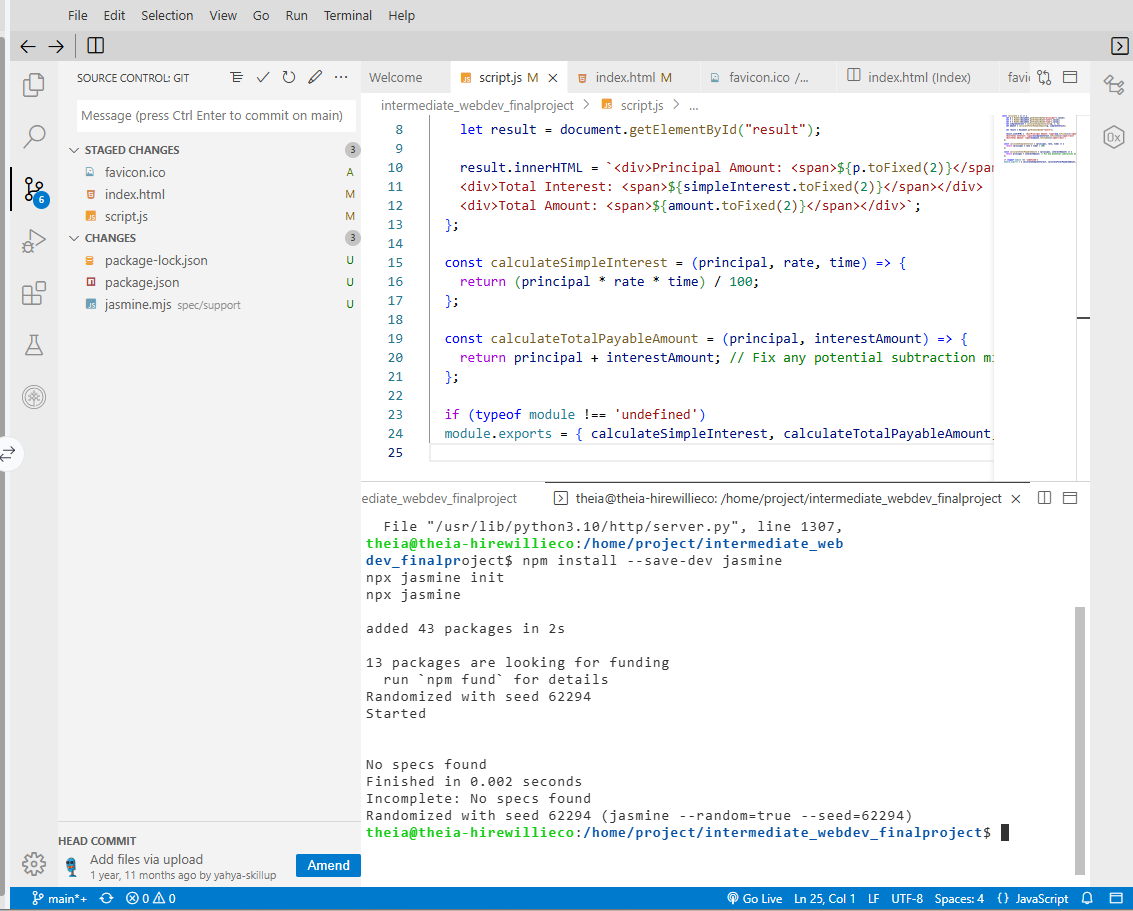 File Edit Selection View Go Run Terminal Help
SOURCE CONTROL: GIT
Message (press Ctrl Enter to commit on main)
STAGED CHANGES 3
favicon.ico A
index.html M
script.js M
CHANGES 3
package-lock.json U
package.json U
jasmine.mjs spec/support U
6
HEAD COMMIT
Add files via upload
1 year, 11 months ago by yahya-skillup
Amend
Welcome script.js M index.html M favicon.ico /... index.html (Index) favi
intermediate_webdev_finalproject > script.js > ...
8 let result = document.getElementById("result");
9
10 result.innerHTML = `<div>Principal Amount: <span>${p.toFixed(2)}</span
11 <div>Total Interest: <span>${simpleInterest.toFixed(2)}</span></div>
12 <div>Total Amount: <span>${amount.toFixed(2)}</span></div>`;
13 };
14
15 const calculateSimpleInterest = (principal, rate, time) => {
16 return (principal * rate * time) / 100;
17 };
18
19 const calculateTotalPayableAmount = (principal, interestAmount) => {
20 return principal + interestAmount; // Fix any potential subtraction mi
21 };
22
23 if (typeof module !== 'undefined')
24 module.exports = { calculateSimpleInterest, calculateTotalPayableAmount,
25
0x
ediate_webdev_finalproject theia@theia-hirewillieco: /home/project/intermediate_webdev_finalproject
File "/usr/lib/python3.10/http/server.py", line 1307,
theia@theia-hirewillieco:/home/project/intermediate_web
dev_finalproject$ npm install --save-dev jasmine
npx jasmine init
npx jasmine
added 43 packages in 2s
13 packages are looking for funding
run `npm fund` for details
Randomized with seed 62294
Started
No specs found
Finished in 0.002 seconds
Incomplete: No specs found
Randomized with seed 62294 (jasmine --random=true --seed=62294)
theia@theia-hirewillieco:/home/project/intermediate_webdev_finalproject$
main*+ 0 0 Go Live Ln 25, Col 1 LF UTF-8 Spaces: 4 {} JavaScript